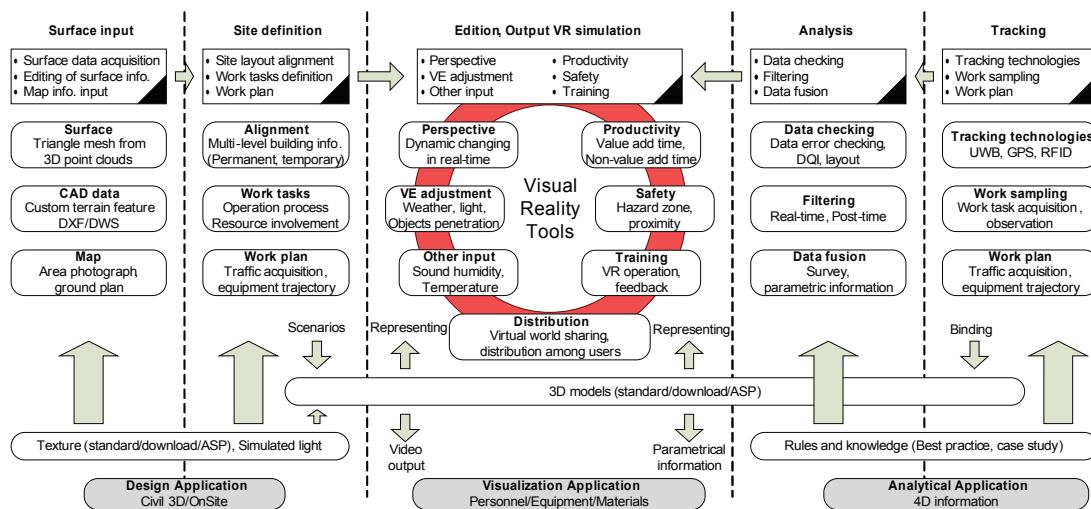 Surface input
Site definition
Edition, Output VR simulation
Analysis
Tracking
• Surface data acquisition
• Editing of surface info.
• Map info. input
• Site layout alignment
• Work tasks definition
• Work plan
• Perspective
• VE adjustment
• Other input
• Productivity
• Safety
• Training
• Data checking
• Filtering
• Data fusion
• Tracking technologies
• Work sampling
• Work plan
Surface
Triangle mesh from
3D point clouds
Alignment
Multi-level building info.
(Permanent, temporary)
Perspective
Dynamic changing
in real-time
Productivity
Value add time,
Non-value add time
Data checking
Data error checking,
DQI, layout
Tracking technologies
UWB, GPS, RFID
CAD data
Custom terrain feature
DXF/DWS
Work tasks
Operation process
Resource involvement
VE adjustment
Weather, light,
Objects penetration
Visual
Reality
Tools
Safety
Hazard zone,
proximity
Filtering
Real-time, Post-time
Work sampling
Work task acquisition,
observation
Map
Area photograph,
ground plan
Work plan
Traffic acquisition,
equipment trajectory
Other input
Sound humidity,
Temperature
Training
VR operation,
feedback
Data fusion
Survey,
parametric information
Work plan
Traffic acquisition,
equipment trajectory
Distribution
Virtual world sharing,
distribution among users
Scenarios
Representing
Representing
Binding
3D models (standard/download/ASP)
Texture (standard/download/ASP), Simulated light
Video
output
Parametrical
information
Rules and knowledge (Best practice, case study)
Design Application
Civil 3D/OnSite
Visualization Application
Personnel/Equipment/Materials
Analytical Application
4D information